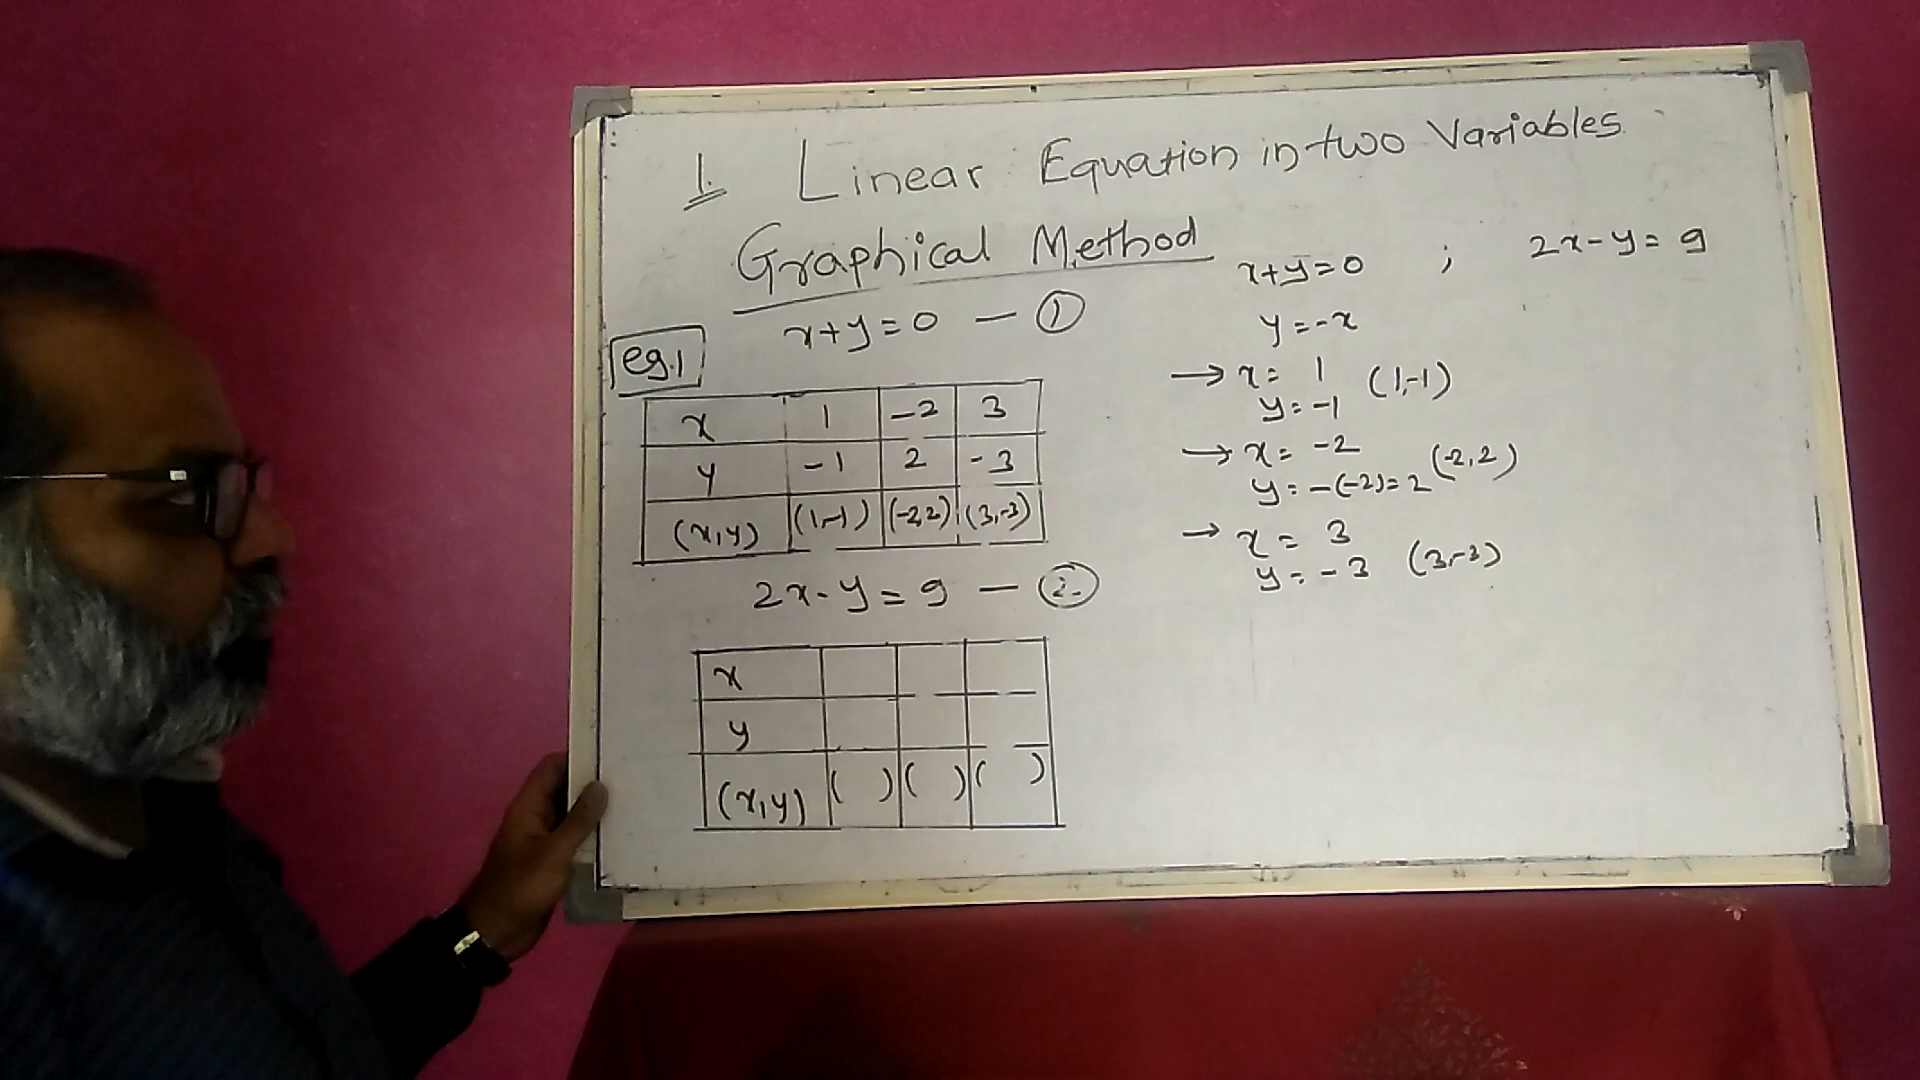 1. Linear Equation in two Variables
Graphical Method
eg.1
x+y=0 — ①
x 1 -2 3
y -1 2 -3
(x,y) (1,-1) (-2,2) (3,-3)
2x-y=9 — ②
x
y
(x,y) ( ) ( ) ( )
x+y=0 ; 2x-y=9
y=-x
→ x= 1 (1,-1)
y=-1
→ x= -2 (-2,2)
y=-(-2)=2
→ x= 3
y=-3 (3,-3)